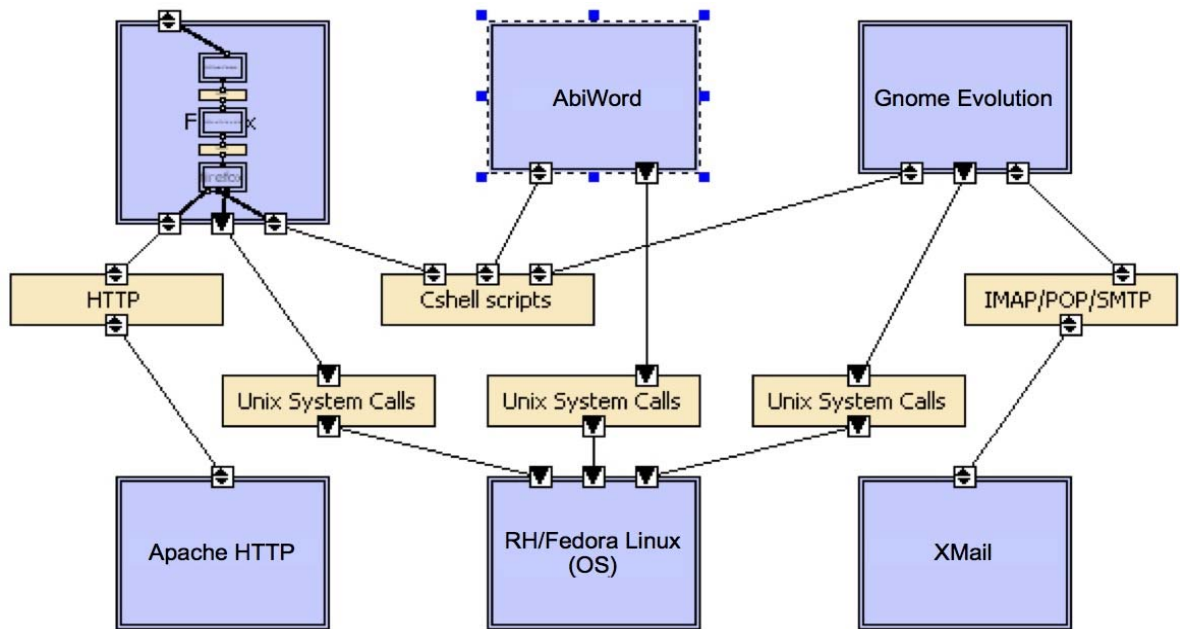 AbiWord
Gnome Evolution
F
x
firefox
HTTP
Cshell scripts
IMAP/POP/SMTP
Unix System Calls
Unix System Calls
Unix System Calls
Apache HTTP
RH/Fedora Linux
(OS)
XMail